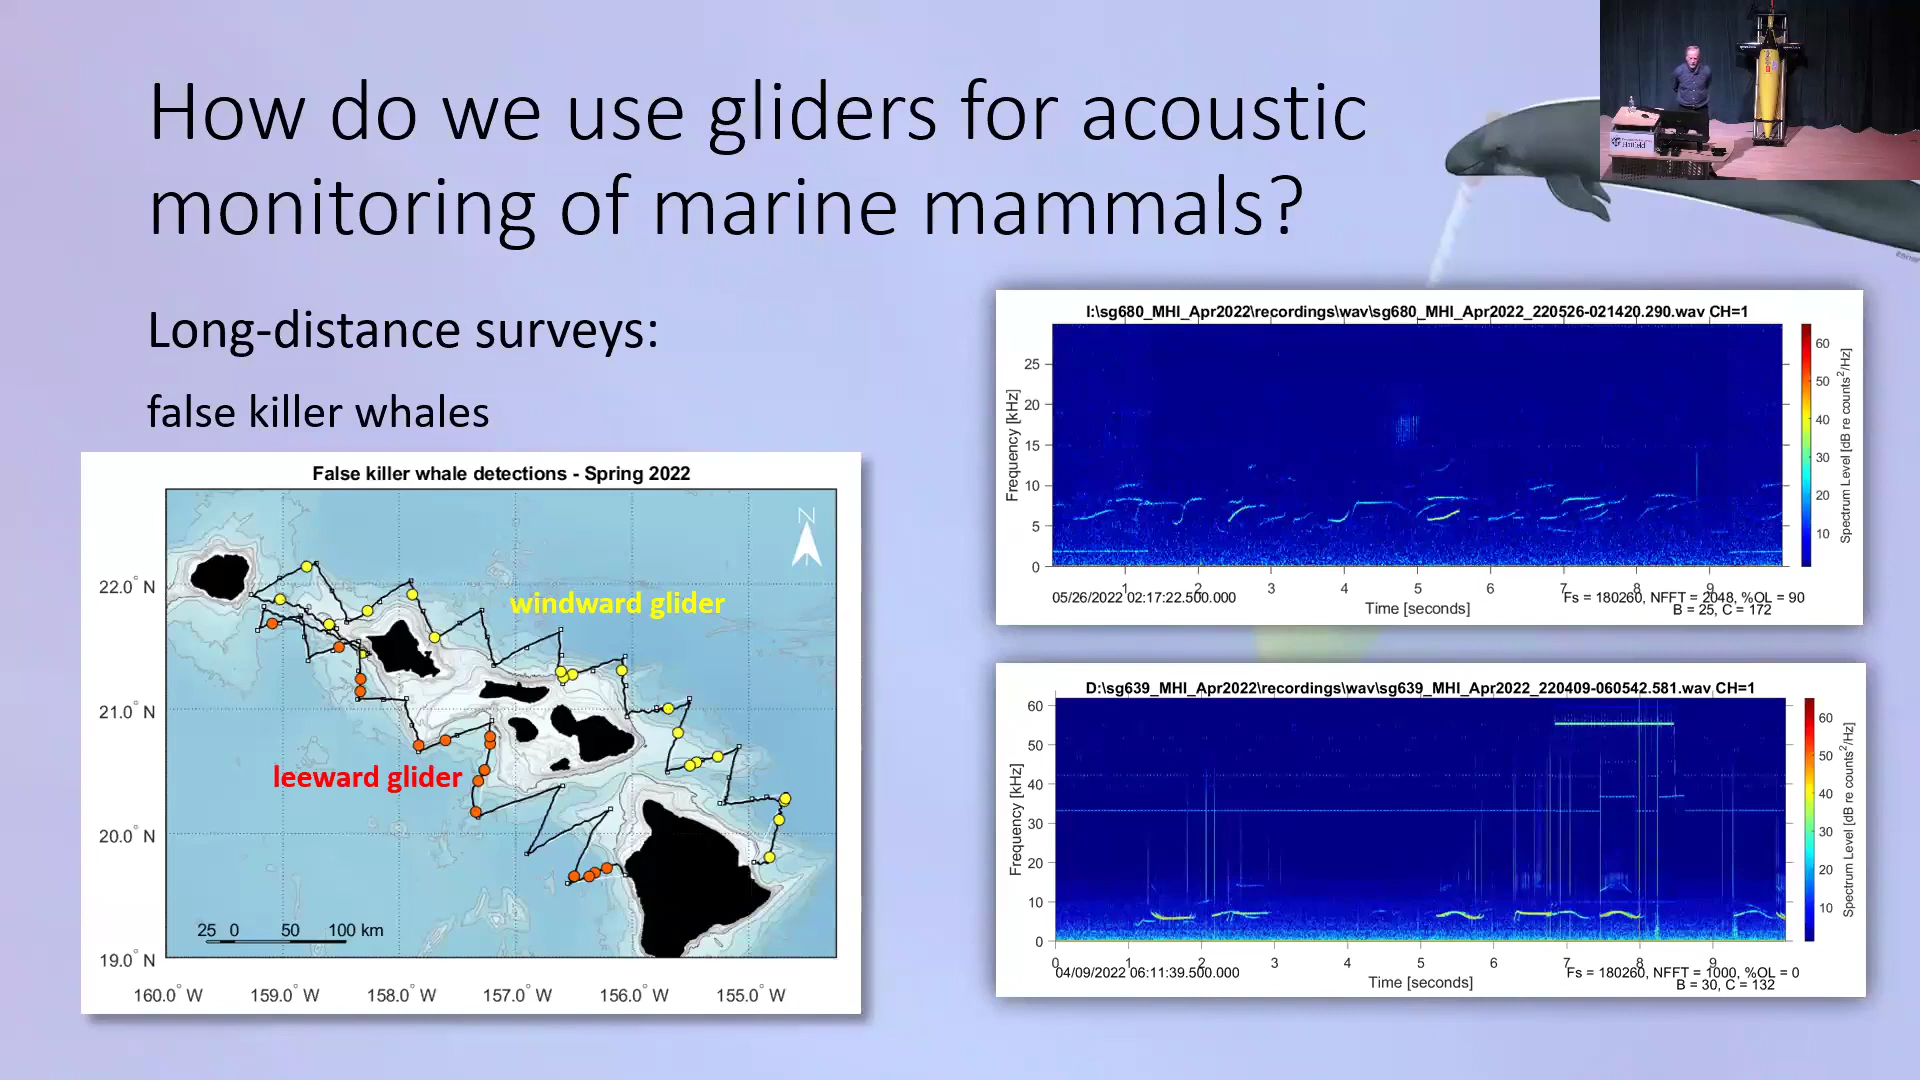 How do we use gliders for acoustic
monitoring of marine mammals?
Long-distance surveys:
false killer whales
False killer whale detections - Spring 2022
N
windward glider
leeward glider
22.0° N
21.0° N
20.0° N
19.0° N
25 0 50 100 km
160.0° W 159.0° W 158.0° W 157.0° W 156.0° W 155.0° W
I:\sg680_MHI_Apr2022\recordings\wav\sg680_MHI_Apr2022_220526-021420.290.wav CH=1
Frequency [kHz]
25
20
15
10
5
0
1 2 3 4 5 6 7 8 9
05/26/2022 02:17:22.500.000
Time [seconds]
Fs = 180260, NFFT = 2048, %OL = 90
B = 25, C = 172
60
50
40
30
20
10
Spectrum Level [dB re counts²/Hz]
D:\sg639_MHI_Apr2022\recordings\wav\sg639_MHI_Apr2022_220409-060542.581.wav CH=1
Frequency [kHz]
60
50
40
30
20
10
0
0 1 2 3 4 5 6 7 8 9
04/09/2022 06:11:39.500.000
Time [seconds]
Fs = 180260, NFFT = 1000, %OL = 0
B = 30, C = 132
60
50
40
30
20
10
Spectrum Level [dB re counts²/Hz]
Hatfield